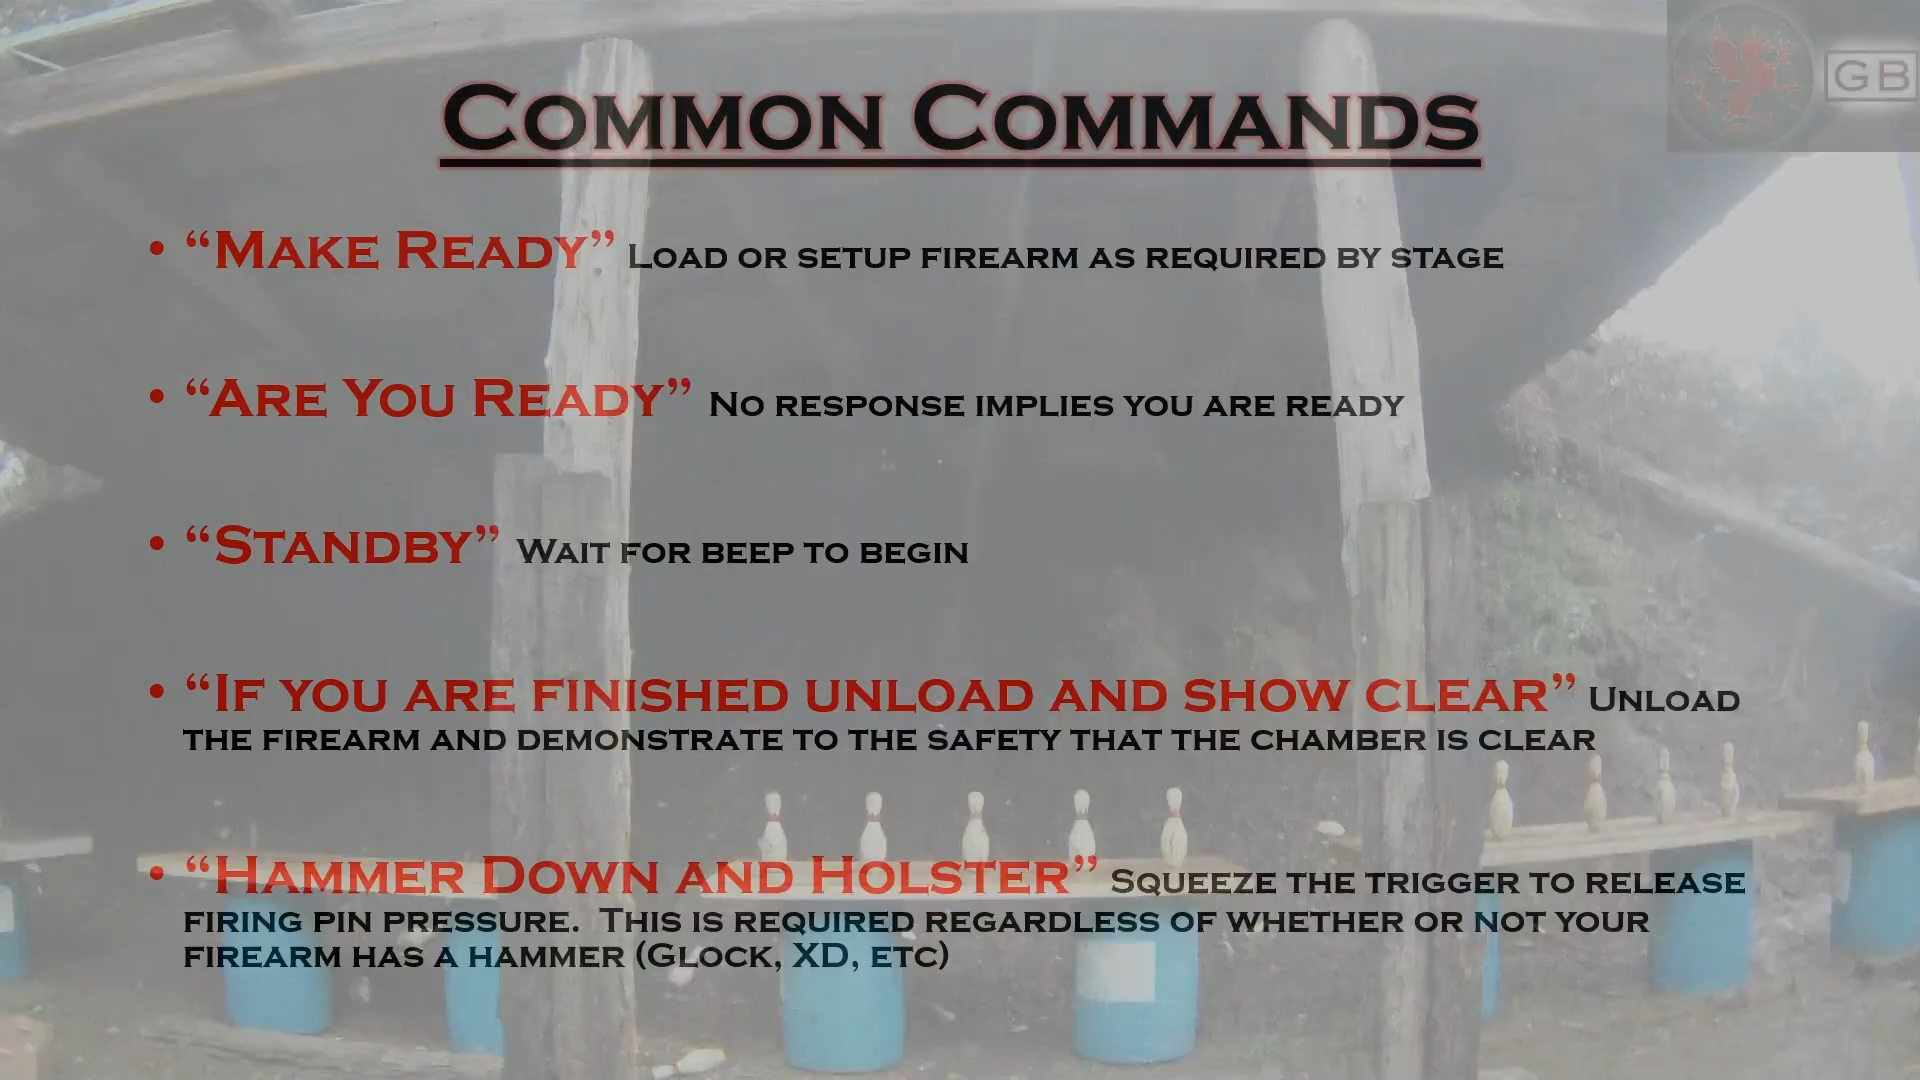 GB
Common Commands
• “Make Ready” Load or setup firearm as required by stage
• “Are You Ready” No response implies you are ready
• “Standby” Wait for beep to begin
• “If you are finished unload and show clear” Unload
the firearm and demonstrate to the safety that the chamber is clear
• “Hammer Down and Holster” Squeeze the trigger to release
firing pin pressure. This is required regardless of whether or not your
firearm has a hammer (Glock, XD, etc)